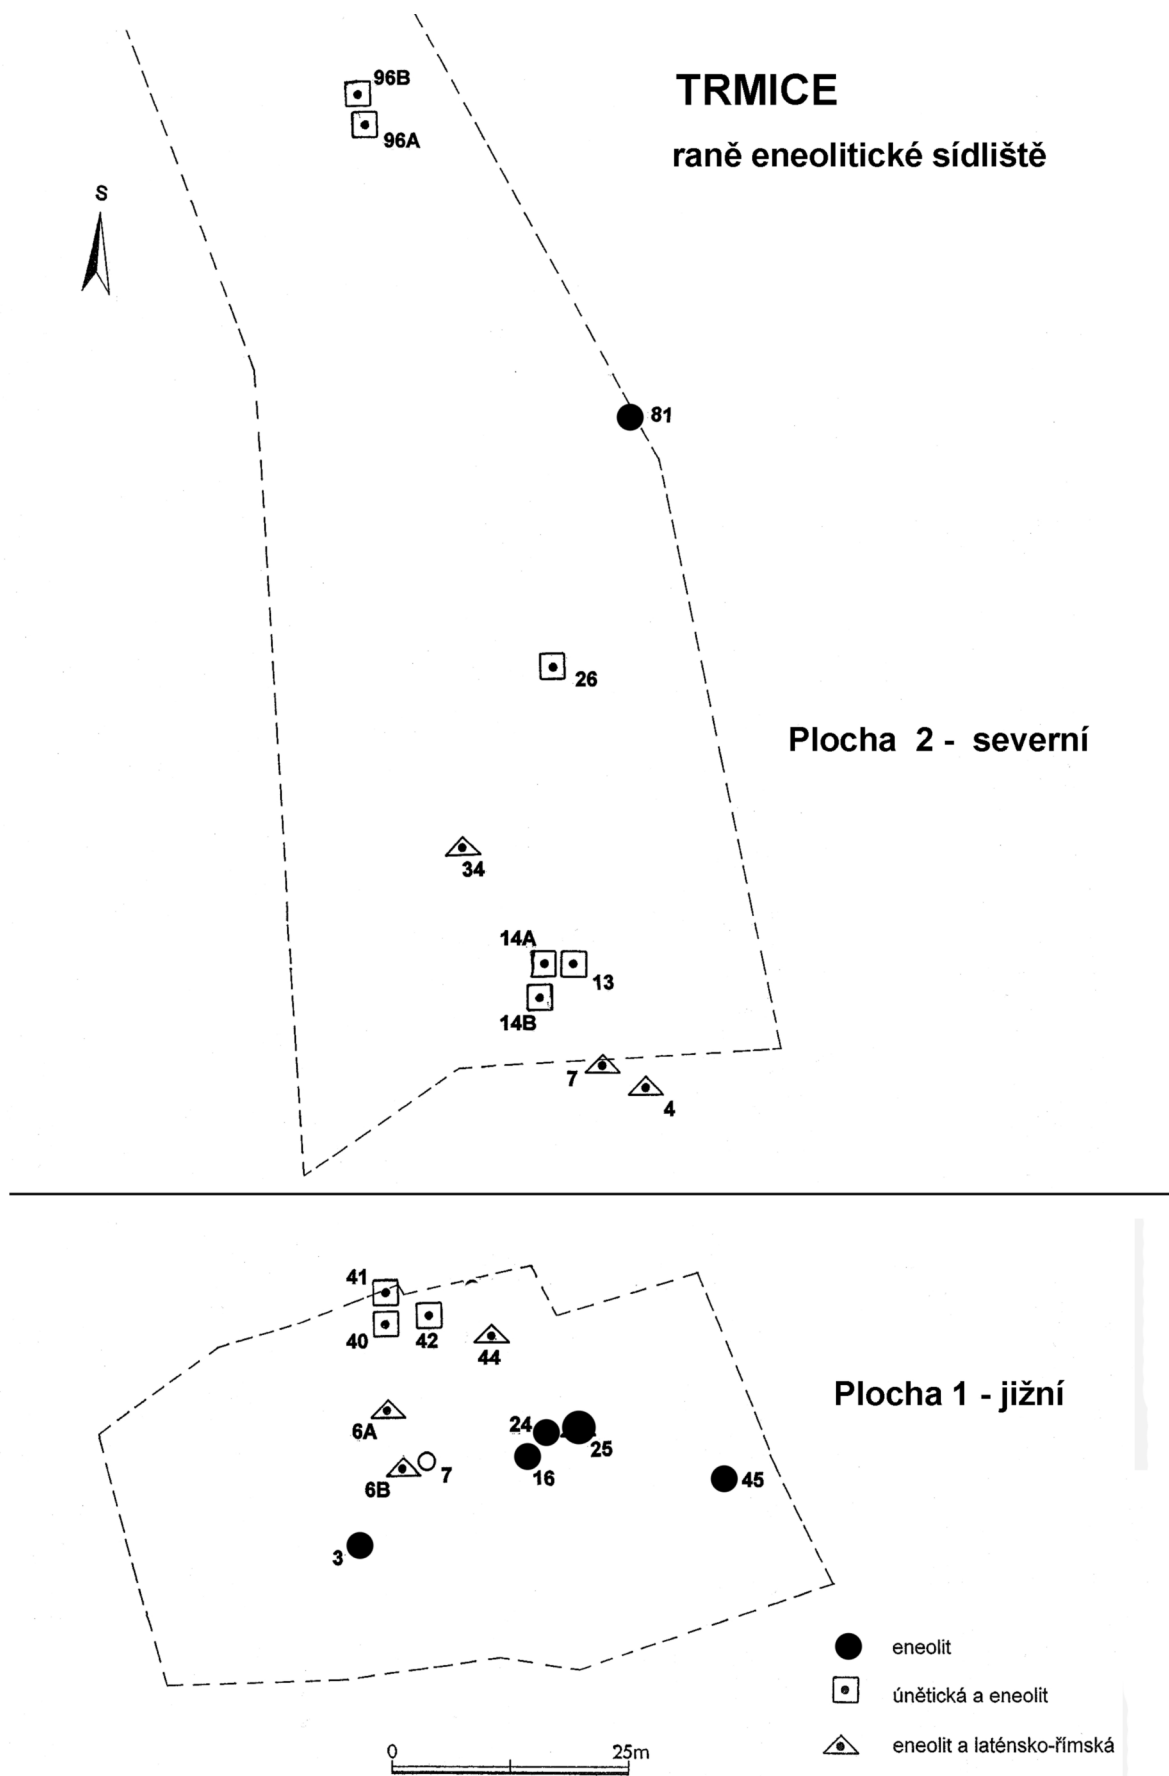 TRMICE
raně eneolitické sídliště
96B
96A
S
81
26
Plocha 2 - severní
34
14A
13
14B
7
4
41
40
42
44
Plocha 1 - jižní
6A
24
25
16
7
6B
45
3
eneolit
únětická a eneolit
eneolit a laténsko-římská
0 25m